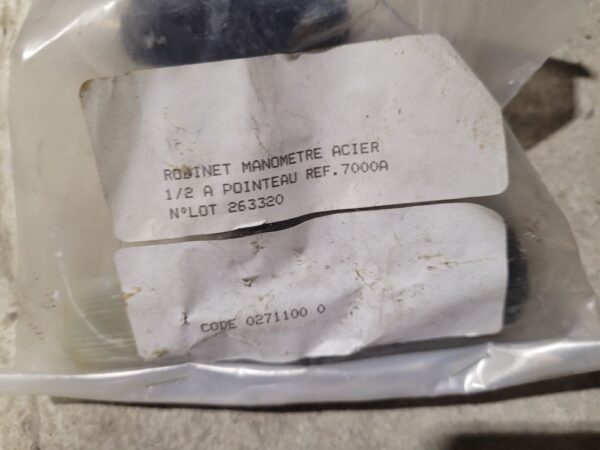 ROBINET MANOMETRE ACIER
1/2 A POINTEAU REF.7000A
N°LOT 263320
CODE 0271100 0